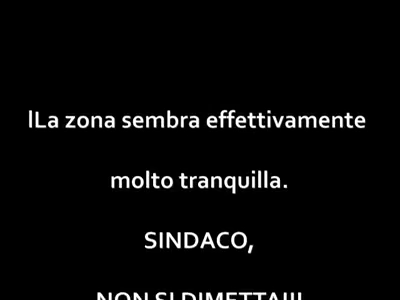 lLa zona sembra effettivamente
molto tranquilla.
SINDACO,
NON SI DIMETTA!!!